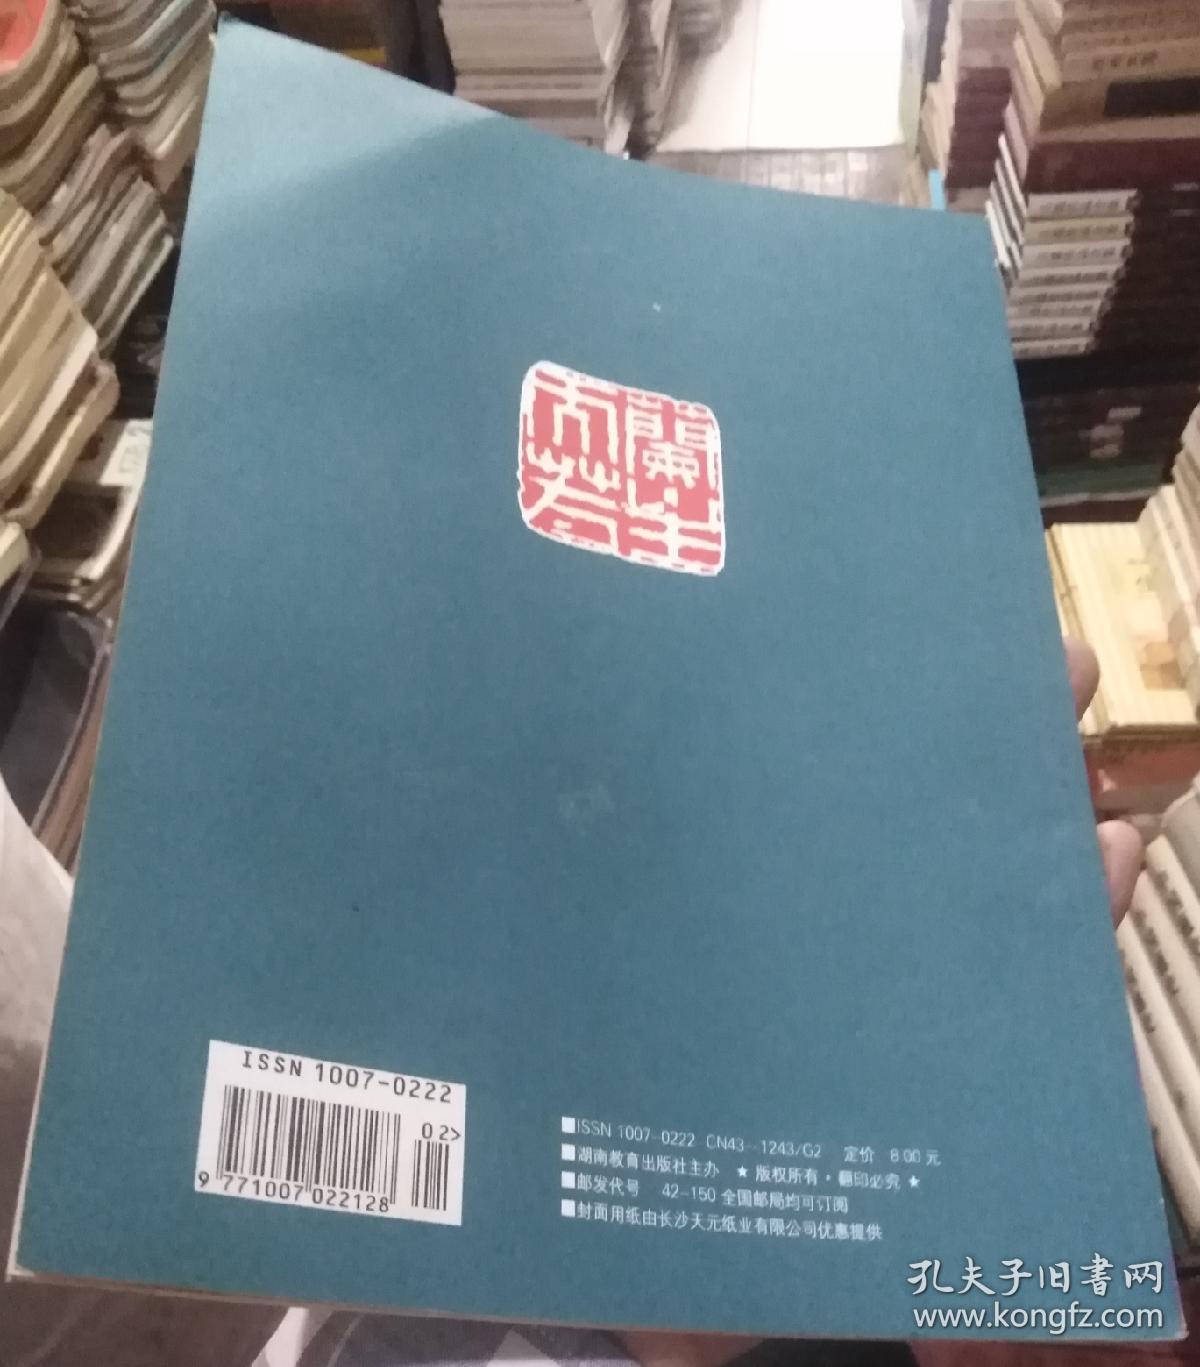 ISSN 1007-0222
02>
9 771007 022128
■ISSN 1007-0222 CN43-1243/G2 定价 8.00 元
■湖南教育出版社主办 ★ 版权所有·翻印必究 ★
■邮发代号 42-150 全国邮局均可订阅
■封面用纸由长沙天元纸业有限公司优惠提供
孔夫子旧書网
www.kongfz.com